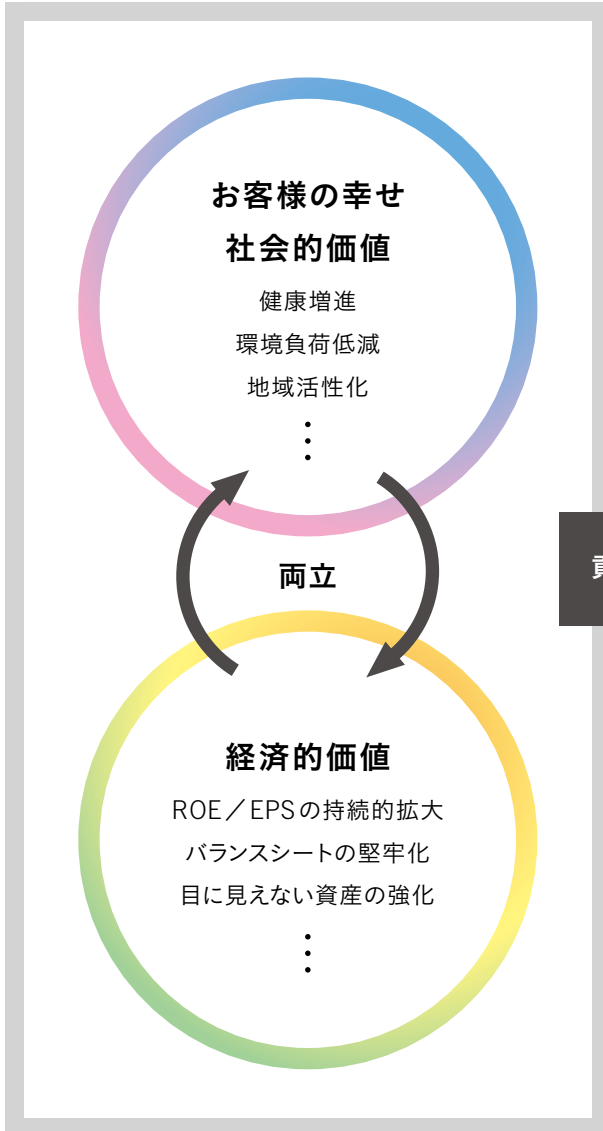 お客様の幸せ
社会的価値
健康増進
環境負荷低減
地域活性化
両立
経済的価値
ROE／EPSの持続的拡大
バランスシートの堅牢化
目に見えない資産の強化